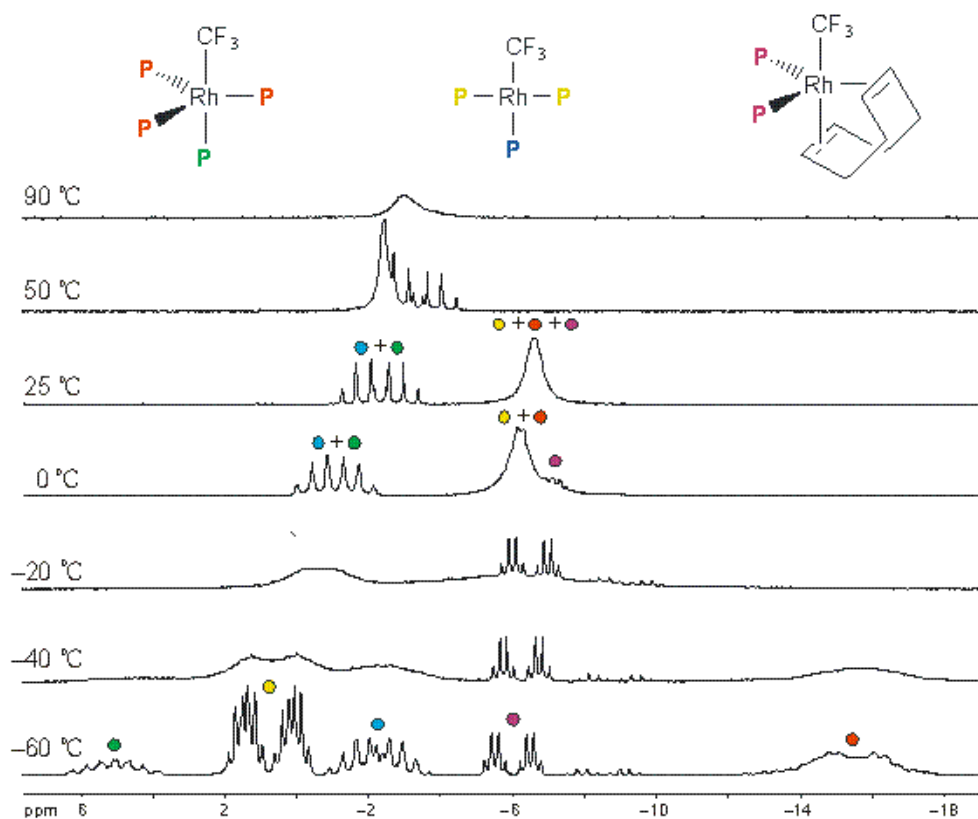 CF3 CF3 CF3
P P Rh P P
P Rh P P
P P Rh
90 °C
50 °C
+ +
+
25 °C
+
+
0 °C
−20 °C
−40 °C
−60 °C
ppm 6 2 −2 −6 −10 −14 −18